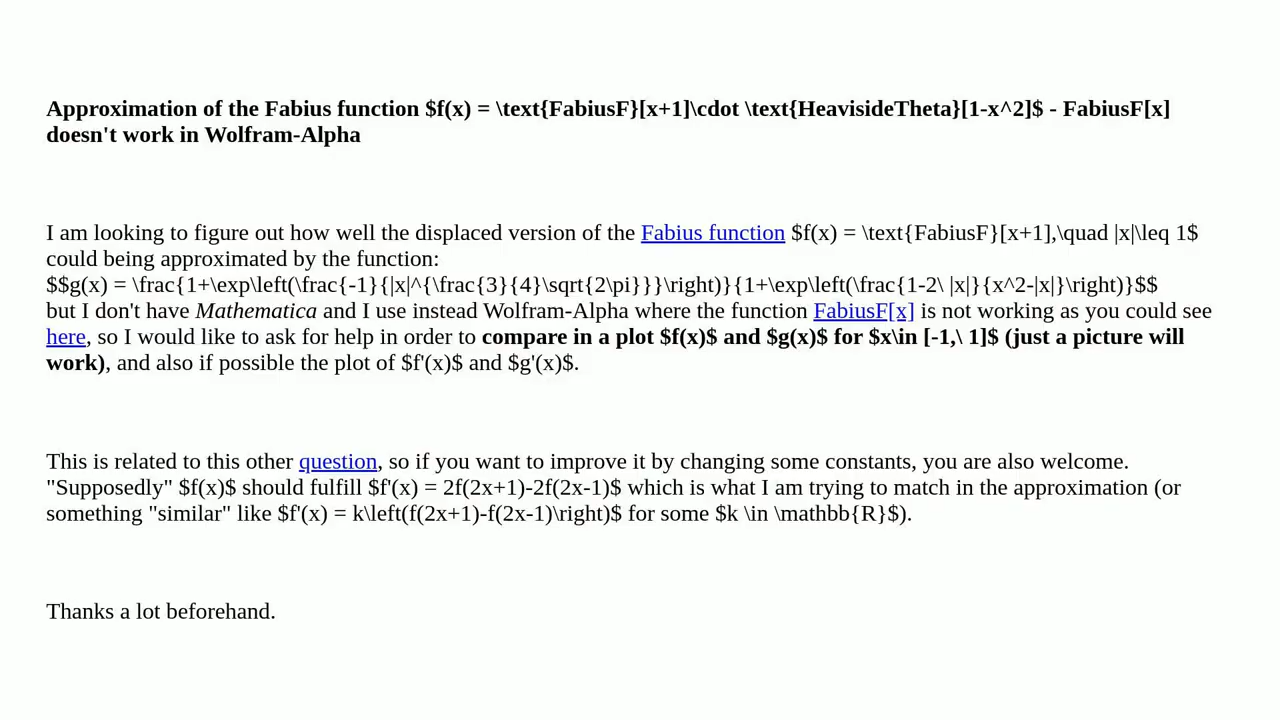 Approximation of the Fabius function $f(x) = \text{FabiusF}[x+1]\cdot \text{HeavisideTheta}[1-x^2]$ - FabiusF[x]
doesn't work in Wolfram-Alpha
I am looking to figure out how well the displaced version of the Fabius function $f(x) = \text{FabiusF}[x+1],\quad |x|\leq 1$
could being approximated by the function:
$$g(x) = \frac{1+\exp\left(\frac{-1}{|x|^{\frac{3}{4}\sqrt{2\pi}}}\right)}{1+\exp\left(\frac{1-2\ |x|}{x^2-|x|}\right)}$$
but I don't have Mathematica and I use instead Wolfram-Alpha where the function FabiusF[x] is not working as you could see
here, so I would like to ask for help in order to compare in a plot $f(x)$ and $g(x)$ for $x\in [-1,\ 1]$ (just a picture will
work), and also if possible the plot of $f'(x)$ and $g'(x)$.
This is related to this other question, so if you want to improve it by changing some constants, you are also welcome.
"Supposedly" $f(x)$ should fulfill $f'(x) = 2f(2x+1)-2f(2x-1)$ which is what I am trying to match in the approximation (or
something "similar" like $f'(x) = k\left(f(2x+1)-f(2x-1)\right)$ for some $k \in \mathbb{R}$).
Thanks a lot beforehand.